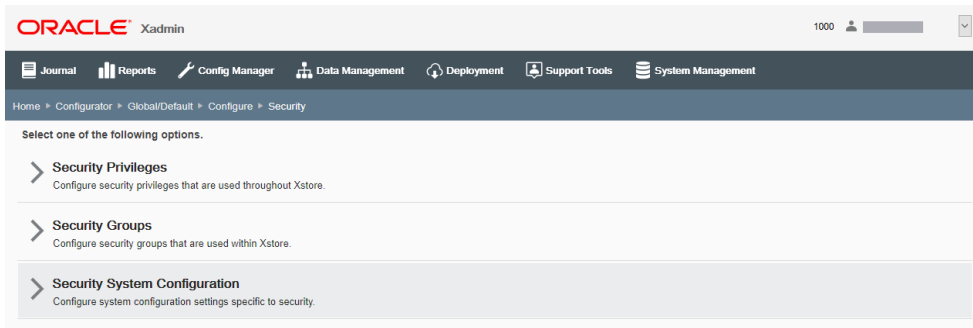 ORACLE® Xadmin 1000
Journal Reports Config Manager Data Management Deployment Support Tools System Management
Home ▸ Configurator ▸ Global/Default ▸ Configure ▸ Security
Select one of the following options.
Security Privileges
Configure security privileges that are used throughout Xstore.
Security Groups
Configure security groups that are used within Xstore.
Security System Configuration
Configure system configuration settings specific to security.